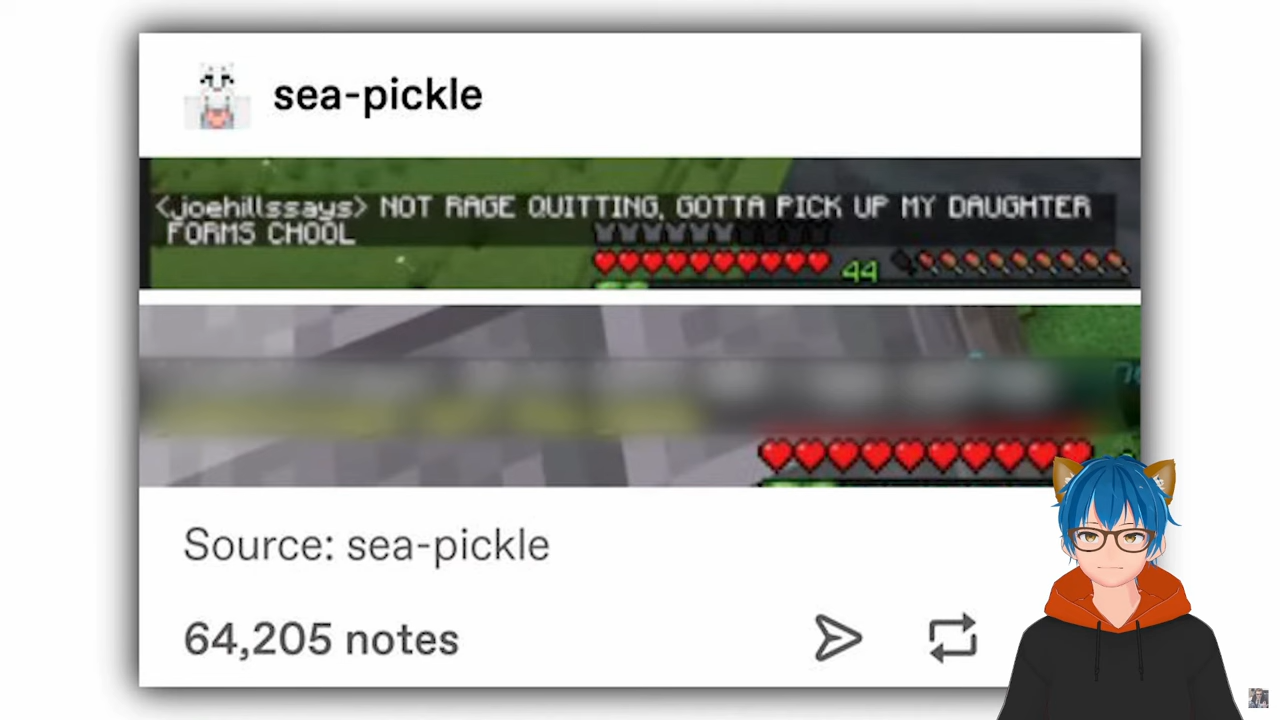 sea-pickle
<joehillssays> NOT RAGE QUITTING, GOTTA PICK UP MY DAUGHTER
FORMS CHOOL
44
Source: sea-pickle
64,205 notes